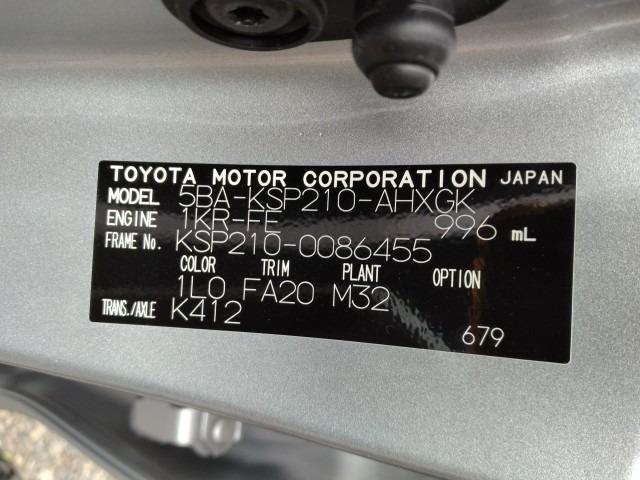 TOYOTA MOTOR CORPORATION JAPAN
MODEL 5BA-KSP210-AHXGK
ENGINE 1KR-FE 996 mL
FRAME No. KSP210-0086455
COLOR TRIM PLANT OPTION
1L0 FA20 M32
TRANS./AXLE K412
679